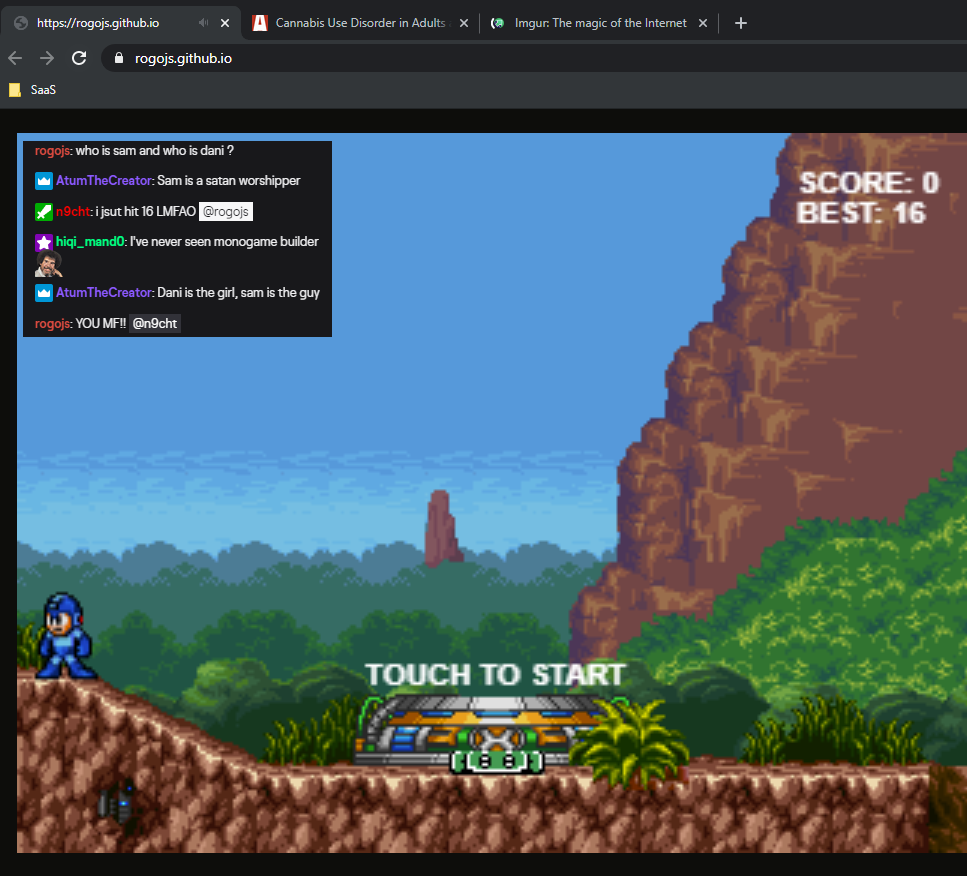 https://rogojs.github.io
Cannabis Use Disorder in Adults
Imgur: The magic of the Internet
rogojs.github.io
SaaS
rogojs: who is sam and who is dani ?
AtumTheCreator: Sam is a satan worshipper
n9cht: i jsut hit 16 LMFAO @rogojs
hiqi_mand0: I've never seen monogame builder
AtumTheCreator: Dani is the girl, sam is the guy
rogojs: YOU MF!! @n9cht
SCORE: 0
BEST: 16
TOUCH TO START